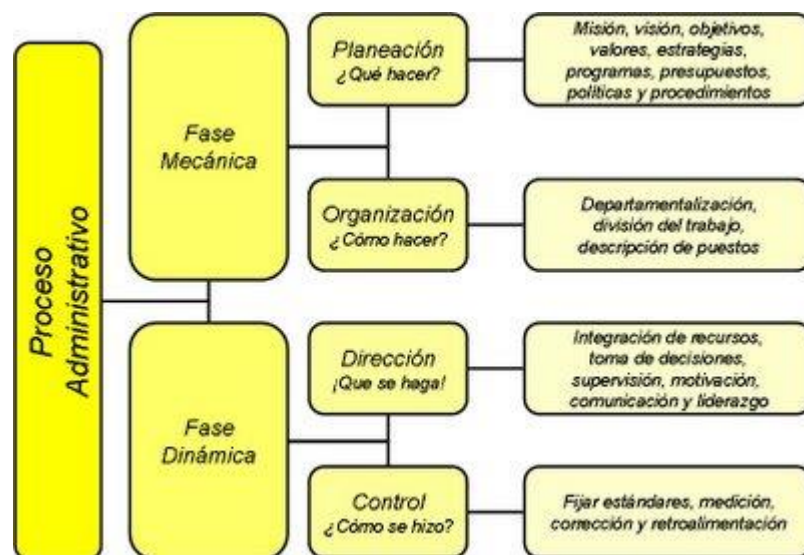 Proceso
Administrativo
Fase
Mecánica
Planeación
¿Qué hacer?
Misión, visión, objetivos,
valores, estrategias,
programas, presupuestos,
políticas y procedimientos
Organización
¿Cómo hacer?
Departamentalización,
división del trabajo,
descripción de puestos
Fase
Dinámica
Dirección
¡Que se haga!
Integración de recursos,
toma de decisiones,
supervisión, motivación,
comunicación y liderazgo
Control
¿Cómo se hizo?
Fijar estándares, medición,
corrección y retroalimentación